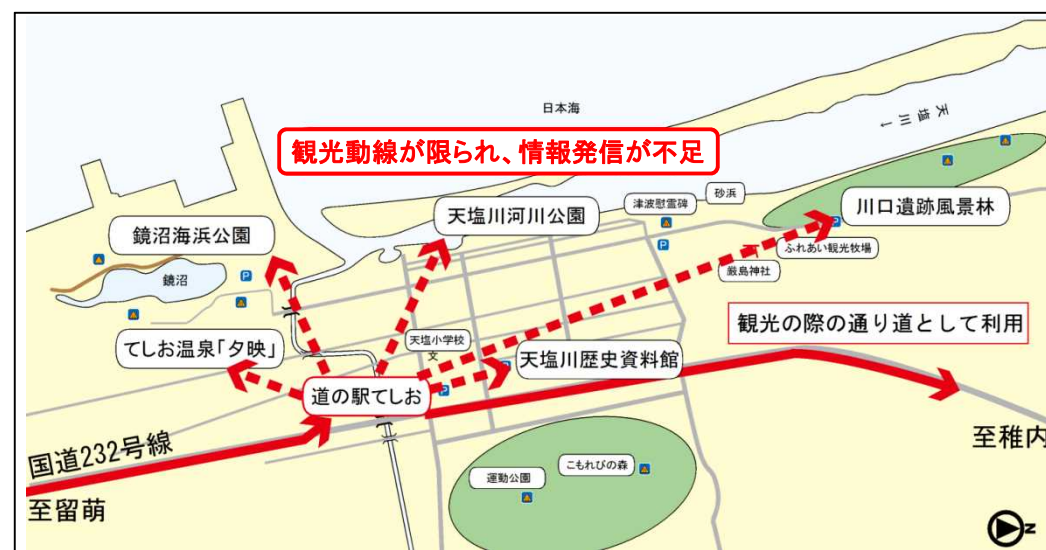 日本海
天塩川
↓
観光動線が限られ、情報発信が不足
津波慰霊碑
砂浜
川口遺跡風景林
天塩川河川公園
鏡沼海浜公園
ふれあい観光牧場
厳島神社
鏡沼
P
P
P
観光の際の通り道として利用
てしお温泉「夕映」
天塩小学校
文
天塩川歴史資料館
道の駅てしお
P
国道232号線
至稚内
こもれびの森
運動公園
至留萌
N